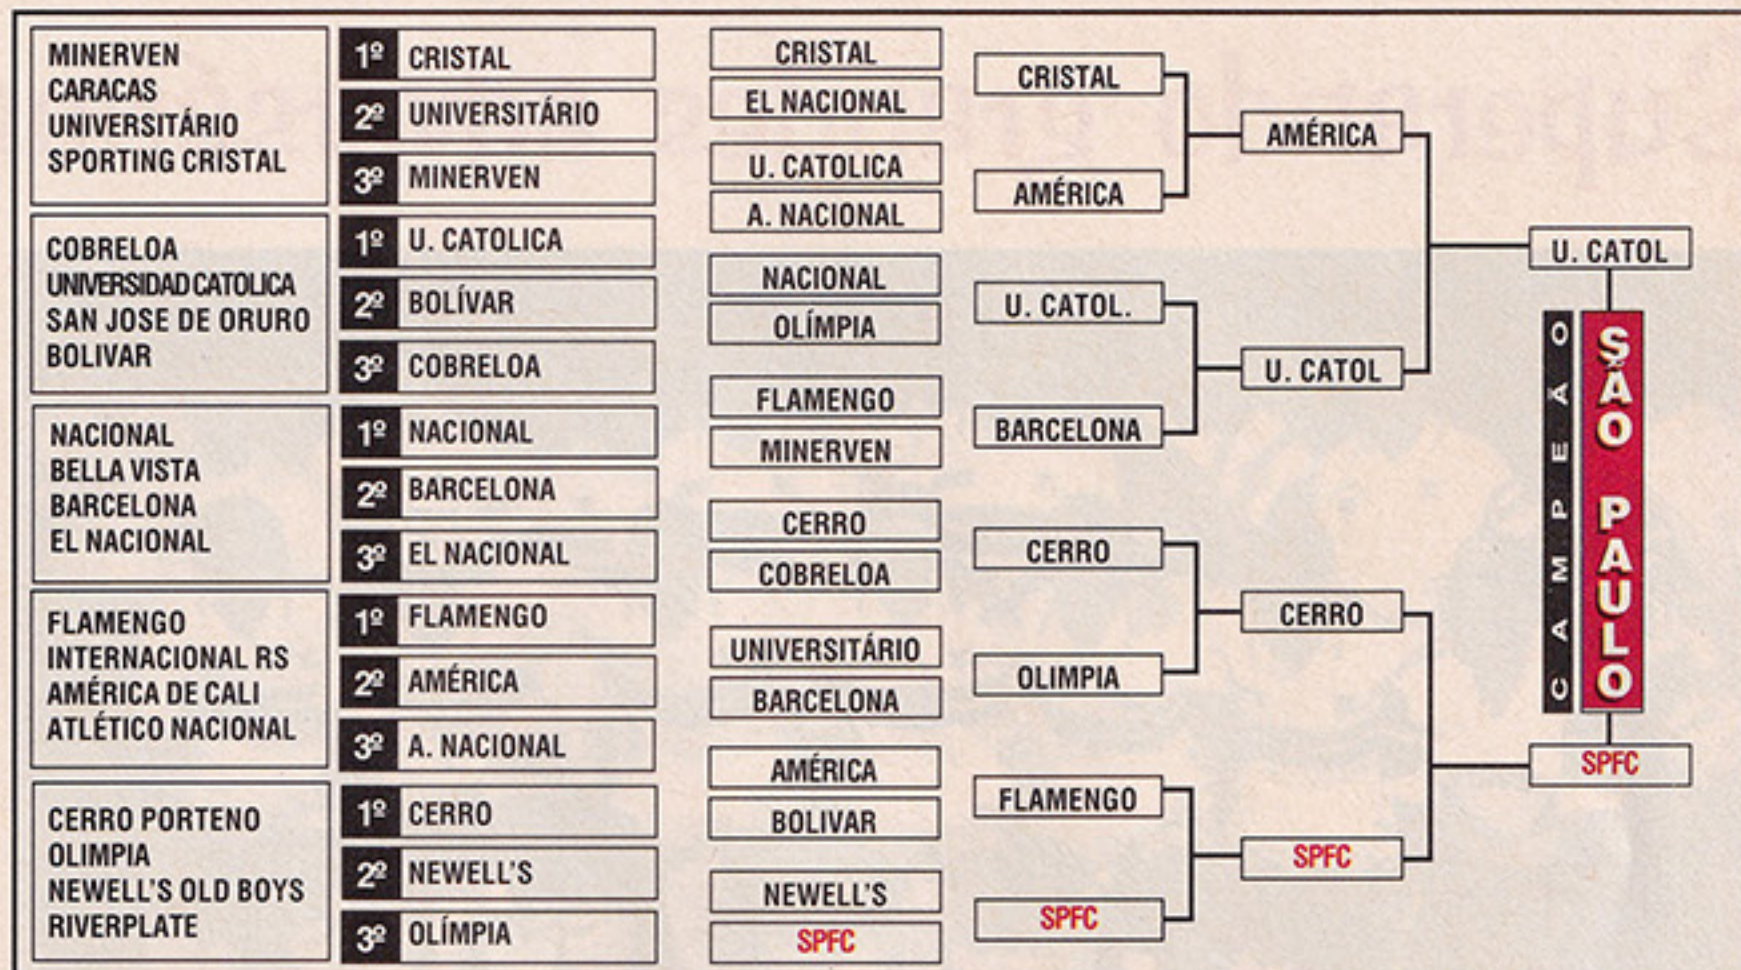 MINERVEN
CARACAS
UNIVERSITÁRIO
SPORTING CRISTAL
COBRELOA
UNIVERSIDAD CATOLICA
SAN JOSE DE ORURO
BOLIVAR
NACIONAL
BELLA VISTA
BARCELONA
EL NACIONAL
FLAMENGO
INTERNACIONAL RS
AMÉRICA DE CALI
ATLÉTICO NACIONAL
CERRO PORTENO
OLIMPIA
NEWELL'S OLD BOYS
RIVERPLATE
1º CRISTAL
2º UNIVERSITÁRIO
3º MINERVEN
1º U. CATOLICA
2º BOLÍVAR
3º COBRELOA
1º NACIONAL
2º BARCELONA
3º EL NACIONAL
1º FLAMENGO
2º AMÉRICA
3º A. NACIONAL
1º CERRO
2º NEWELL'S
3º OLÍMPIA
CRISTAL
EL NACIONAL
U. CATOLICA
A. NACIONAL
NACIONAL
OLÍMPIA
FLAMENGO
MINERVEN
CERRO
COBRELOA
UNIVERSITÁRIO
BARCELONA
AMÉRICA
BOLIVAR
NEWELL'S
SPFC
CRISTAL
AMÉRICA
U. CATOL.
BARCELONA
CERRO
OLIMPIA
FLAMENGO
SPFC
AMÉRICA
U. CATOL
CERRO
SPFC
U. CATOL
CAMPEÃO
SÃO PAULO
SPFC